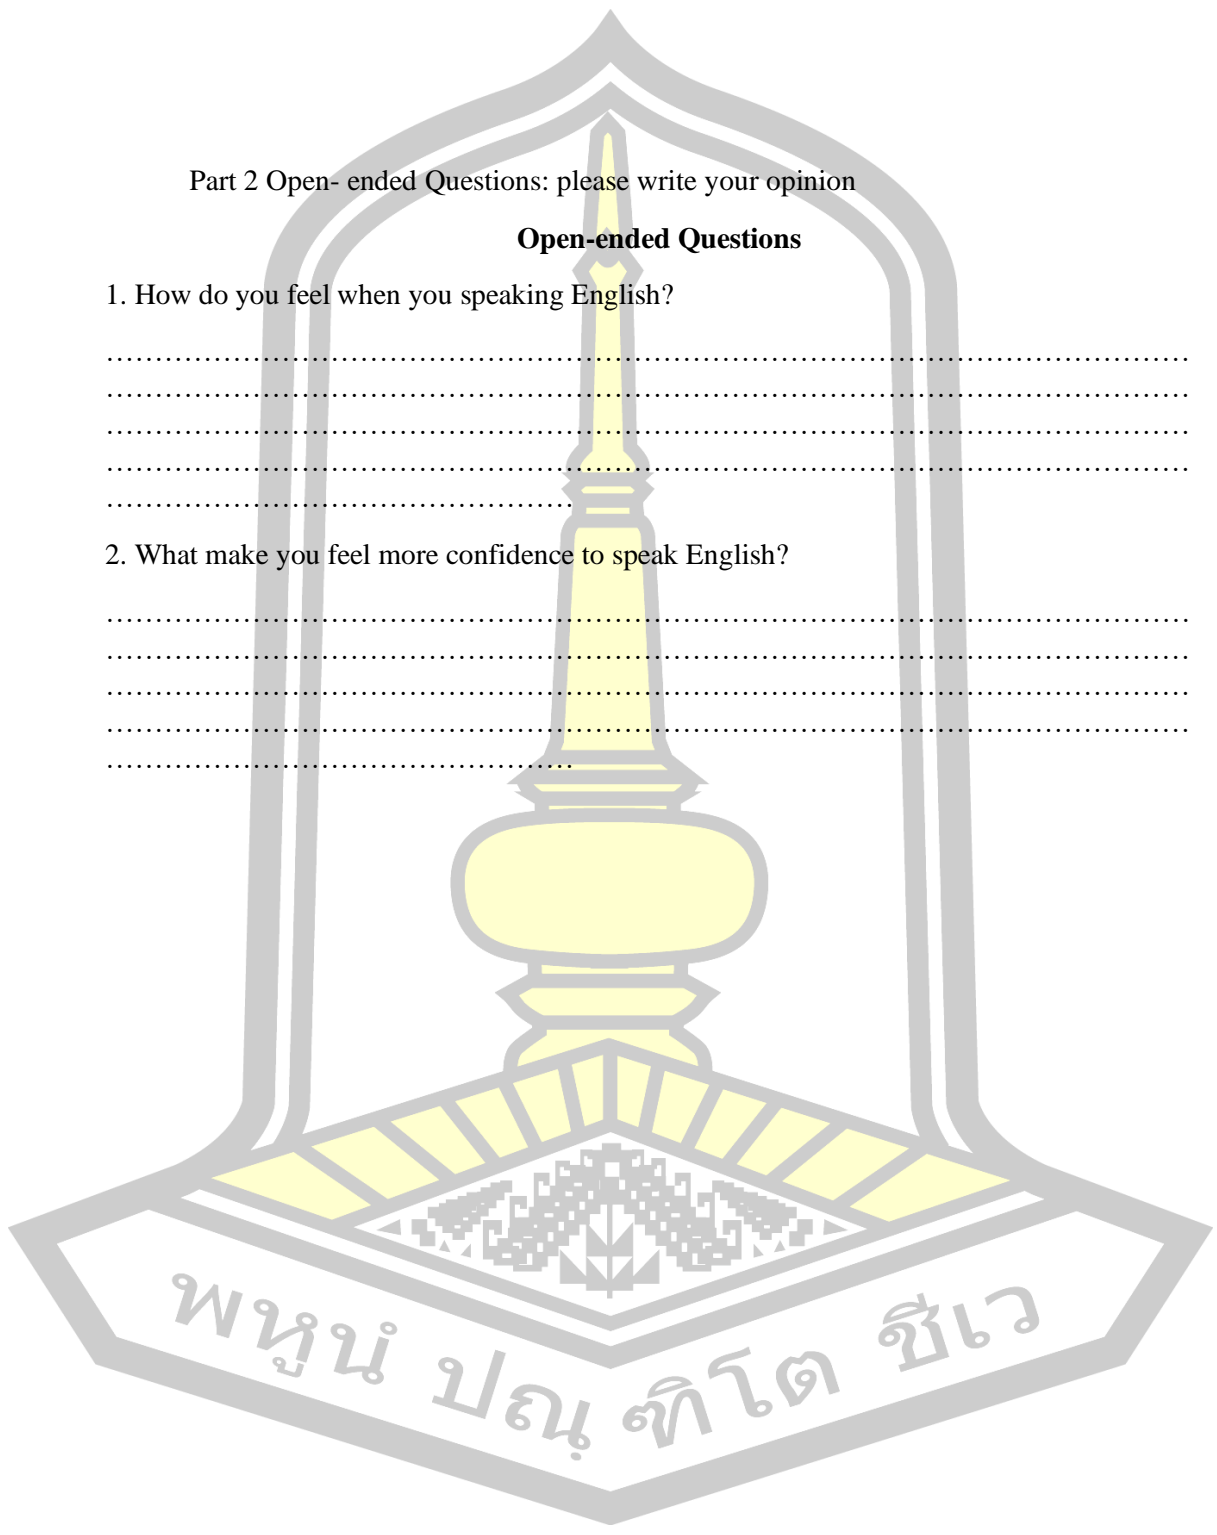 Part 2 Open- ended Questions: please write your opinion
Open-ended Questions
1. How do you feel when you speaking English?
……………………………………………………………………………………………………
……………………………………………………………………………………………………
……………………………………………………………………………………………………
……………………………………………………………………………………………………
…………………………………………
2. What make you feel more confidence to speak English?
……………………………………………………………………………………………………
……………………………………………………………………………………………………
……………………………………………………………………………………………………
……………………………………………………………………………………………………
…………………………………………
พหูนํ ปณฺ ฑิโต ชีเว